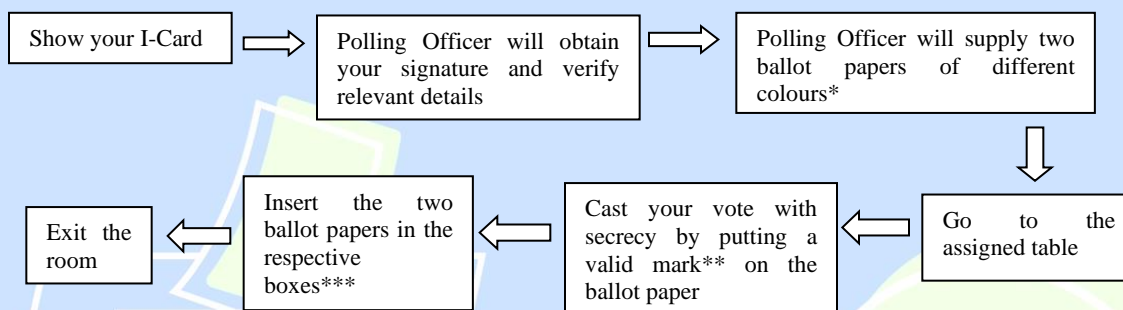 Show your I-Card
Polling Officer will obtain
your signature and verify
relevant details
Polling Officer will supply two
ballot papers of different
colours*
Go to the
assigned table
Cast your vote with
secrecy by putting a
valid mark** on the
ballot paper
Insert the two
ballot papers in the
respective
boxes***
Exit the
room